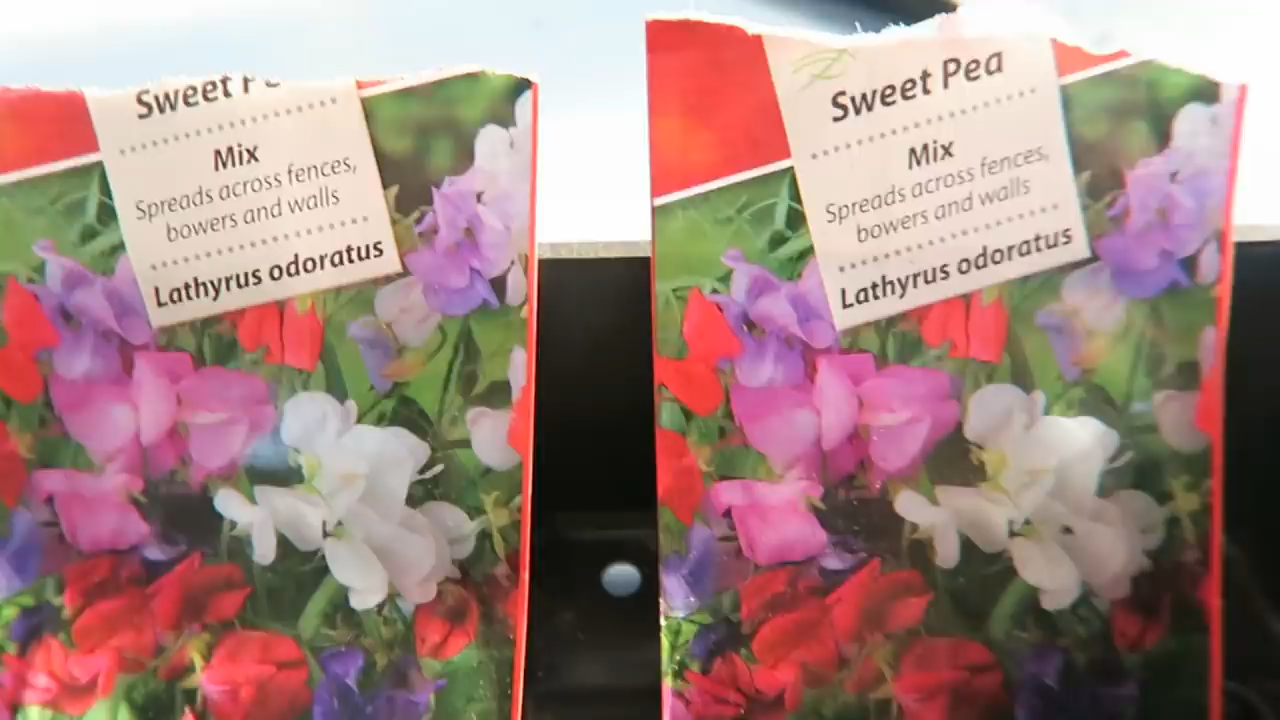 Sweet
Mix
Spreads across fences,
bowers and walls
Lathyrus odoratus
Sweet Pea
Mix
Spreads across fences,
bowers and walls
Lathyrus odoratus